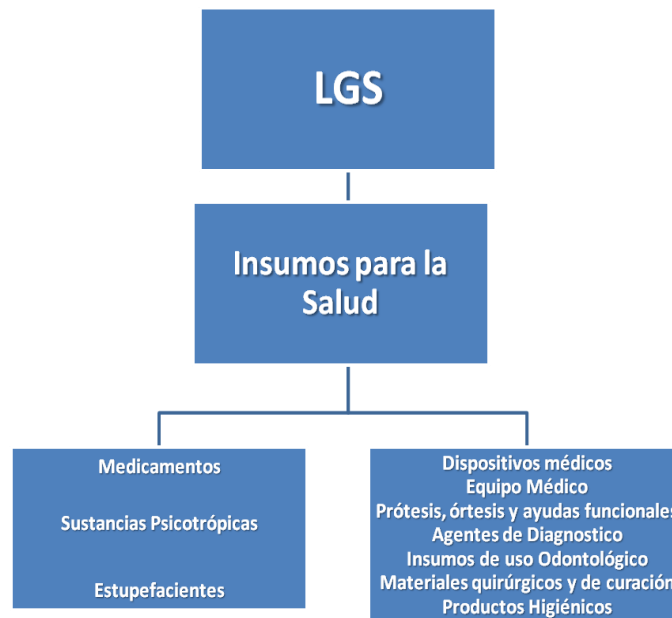 LGS
Insumos para la
Salud
Medicamentos
Sustancias Psicotrópicas
Estupefacientes
Dispositivos médicos
Equipo Médico
Prótesis, órtesis y ayudas funcionales
Agentes de Diagnostico
Insumos de uso Odontológico
Materiales quirúrgicos y de curación
Productos Higiénicos